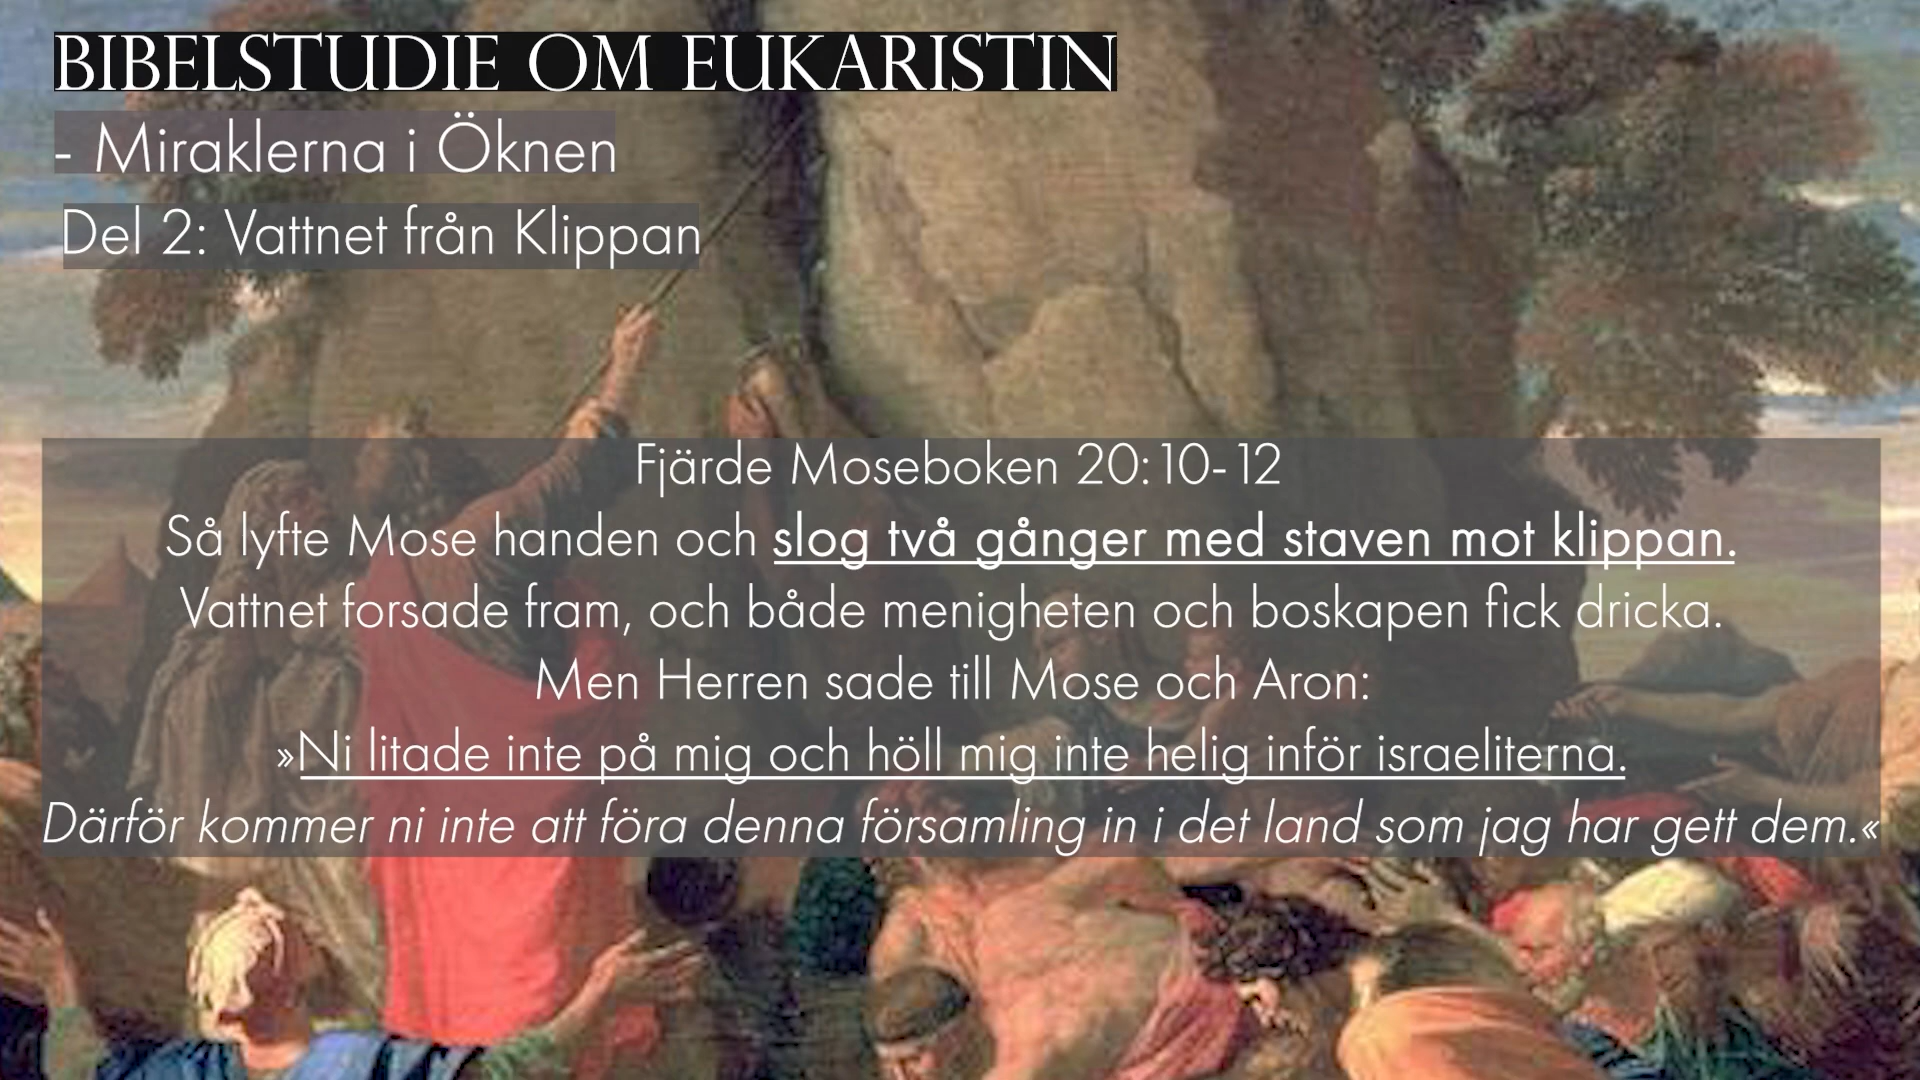 BIBELSTUDIE OM EUKARISTIN
- Miraklerna i Öknen
Del 2: Vattnet från Klippan
Fjärde Moseboken 20:10-12
Så lyfte Mose handen och slog två gånger med staven mot klippan.
Vattnet forsade fram, och både menigheten och boskapen fick dricka.
Men Herren sade till Mose och Aron:
»Ni litade inte på mig och höll mig inte helig inför israeliterna.
Därför kommer ni inte att föra denna församling in i det land som jag har gett dem.«